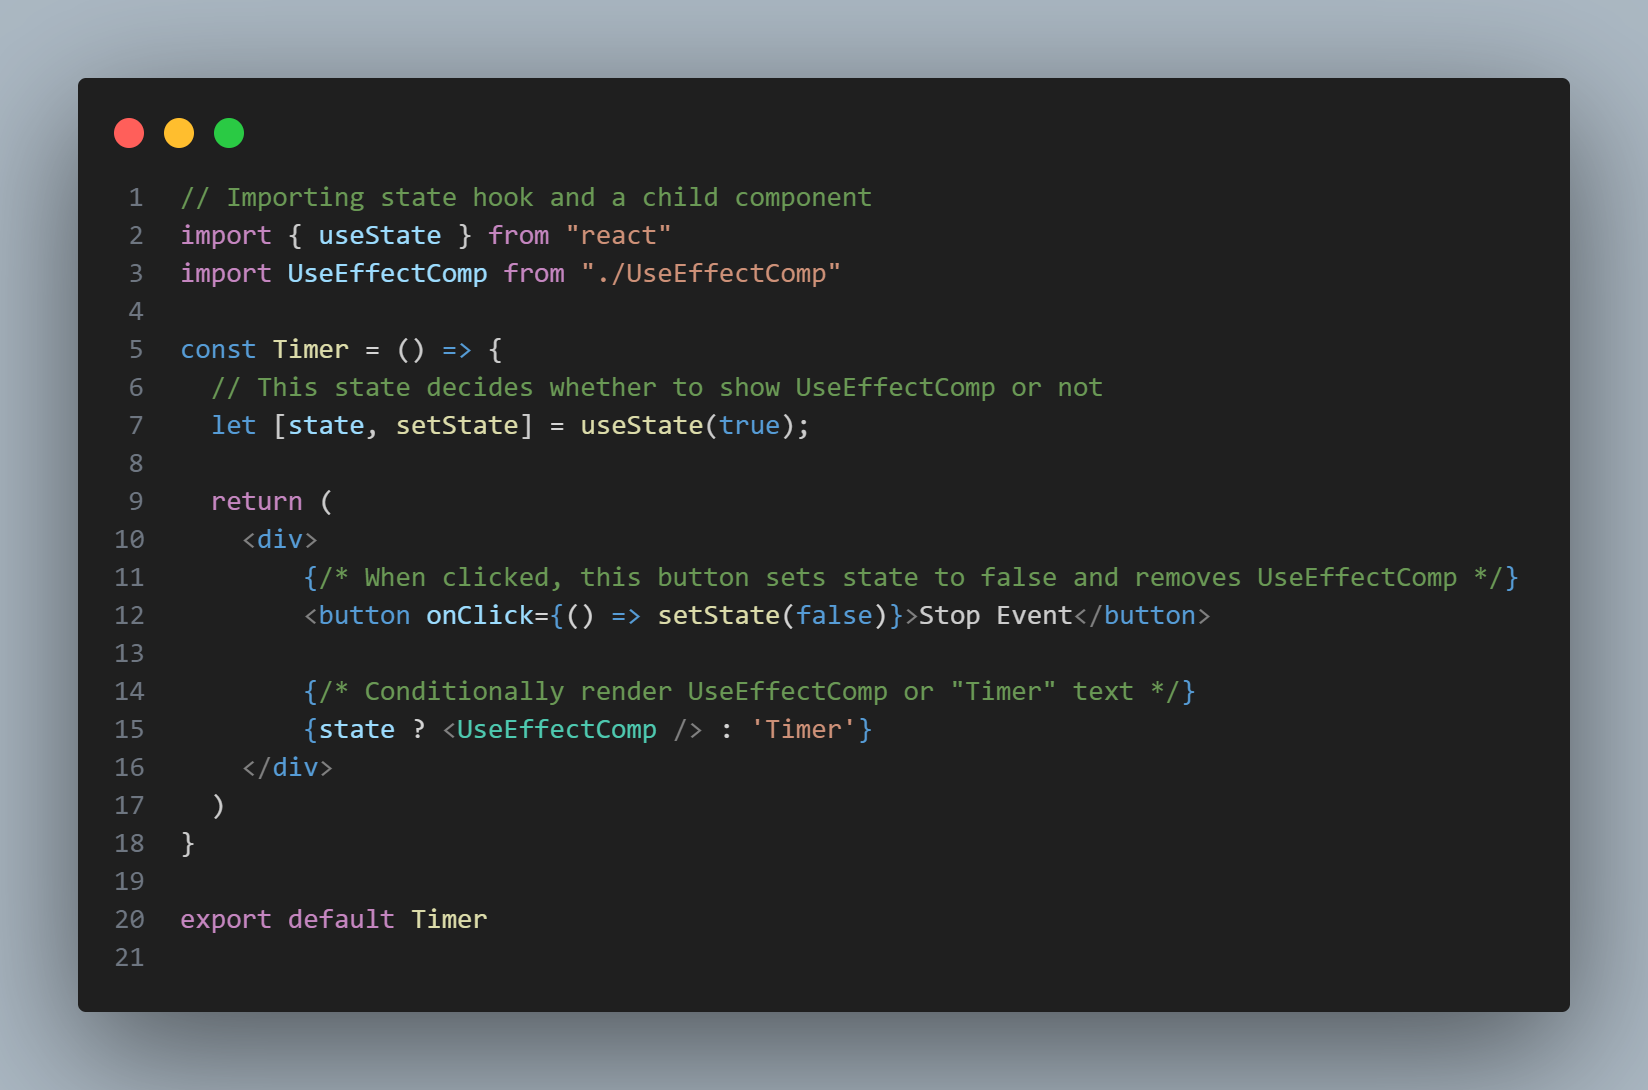 1 // Importing state hook and a child component
2 import { useState } from "react"
3 import UseEffectComp from "./UseEffectComp"
4
5 const Timer = () => {
6   // This state decides whether to show UseEffectComp or not
7   let [state, setState] = useState(true);
8
9   return (
10     <div>
11         {/* When clicked, this button sets state to false and removes UseEffectComp */}
12         <button onClick={() => setState(false)}>Stop Event</button>
13
14         {/* Conditionally render UseEffectComp or "Timer" text */}
15         {state ? <UseEffectComp /> : 'Timer'}
16     </div>
17   )
18 }
19
20 export default Timer
21